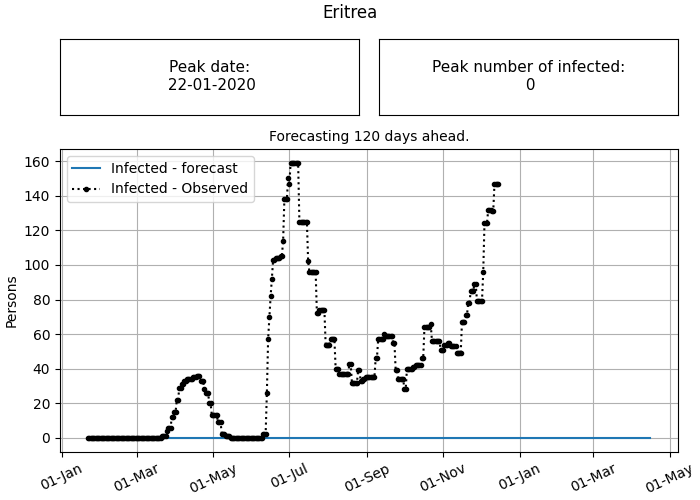 Eritrea
Peak date:
22-01-2020
Peak number of infected:
0
Forecasting 120 days ahead.
Infected - forecast
Infected - Observed
Persons
160
140
120
100
80
60
40
20
0
01-Jan
01-Mar
01-May
01-Jul
01-Sep
01-Nov
01-Jan
01-Mar
01-May